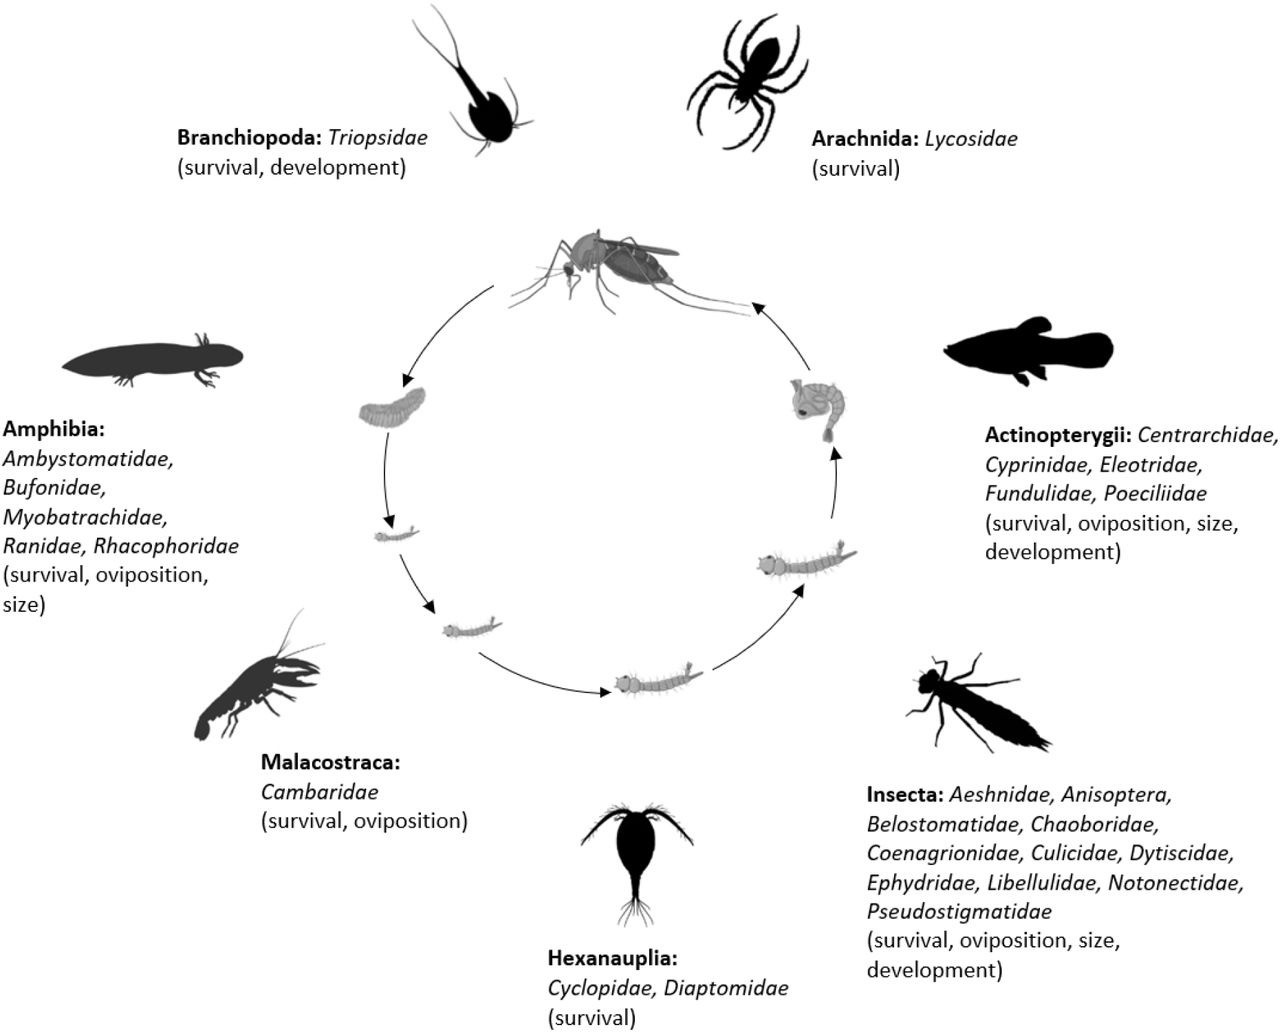 Branchiopoda: Triopsidae
(survival, development)
Arachnida: Lycosidae
(survival)
Amphibia:
Ambystomatidae,
Bufonidae,
Myobatrachidae,
Ranidae, Rhacophoridae
(survival, oviposition,
size)
Actinopterygii: Centrarchidae,
Cyprinidae, Eleotridae,
Fundulidae, Poeciliidae
(survival, oviposition, size,
development)
Malacostraca:
Cambaridae
(survival, oviposition)
Insecta: Aeshnidae, Anisoptera,
Belostomatidae, Chaoboridae,
Coenagrionidae, Culicidae, Dytiscidae,
Ephydridae, Libellulidae, Notonectidae,
Pseudostigmatidae
(survival, oviposition, size,
development)
Hexanauplia:
Cyclopidae, Diaptomidae
(survival)